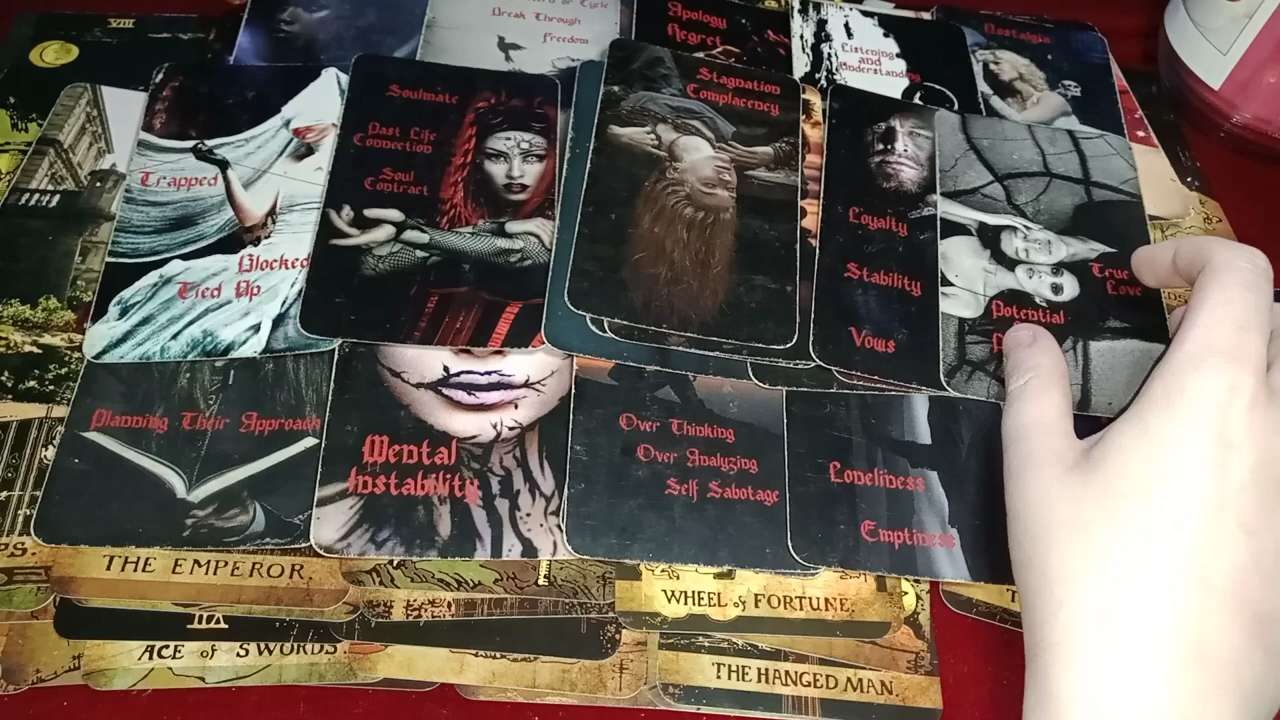 VIII
Break Through
Freedom
Apology
Regret
Listening
and
Understanding
Nostalgia
Trapped
Blocked
Tied Up
Soulmate
Past Life
Connection
Soul
Contract
Stagnation
Complacency
Loyalty
Stability
Vows
True
Love
Potential
Planning Their Approach
Mental
Instability
Over Thinking
Over Analyzing
Self Sabotage
Loneliness
Emptiness
THE EMPEROR.
WHEEL of FORTUNE.
ACE of SWORDS.
THE HANGED MAN.